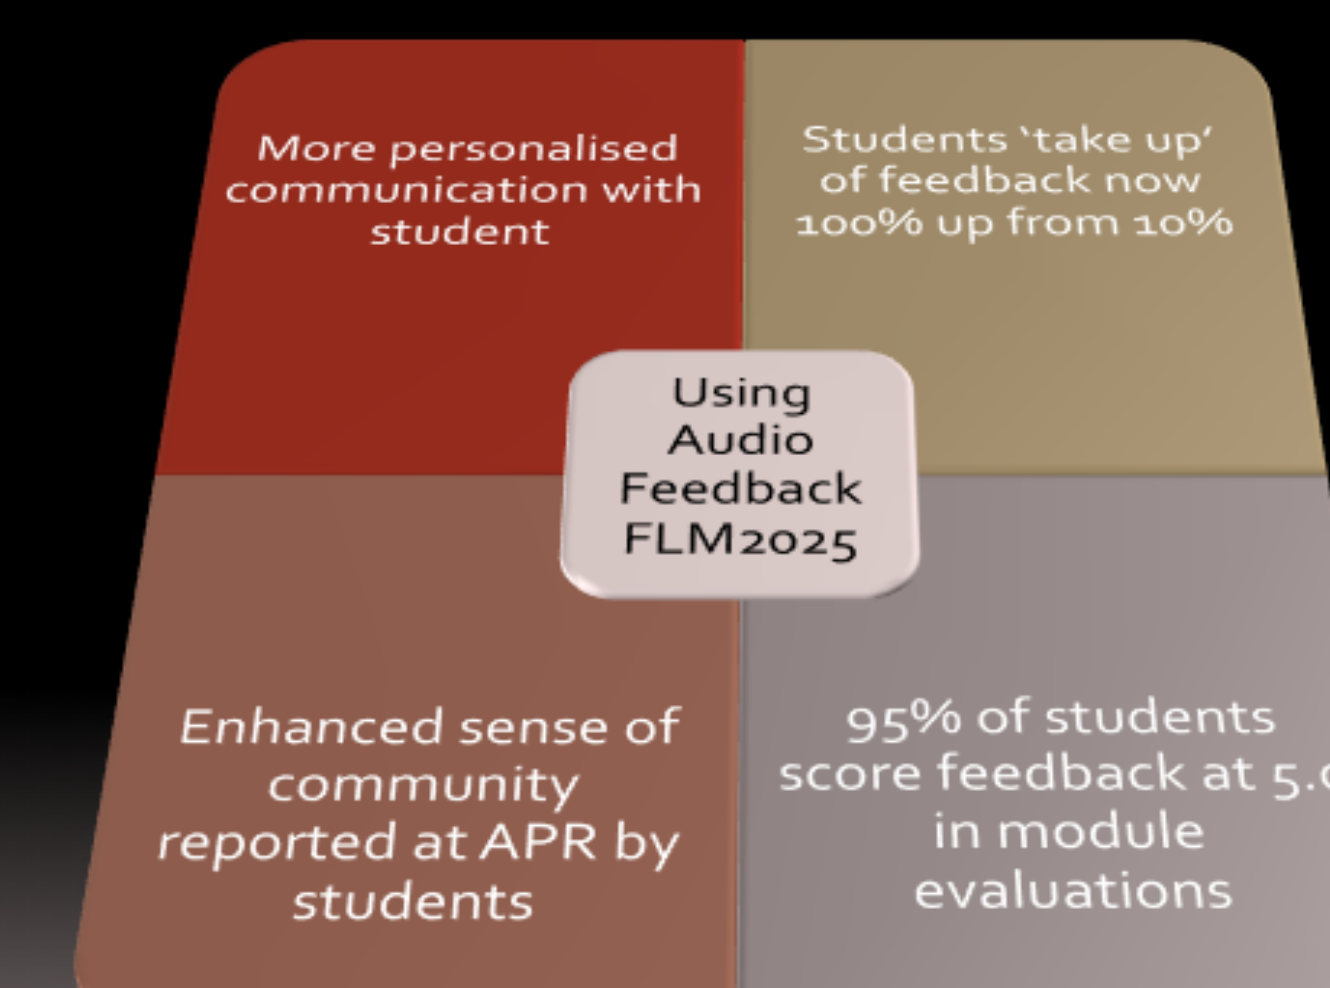 More personalised
communication with
student
Students ‘take up’
of feedback now
100% up from 10%
Using
Audio
Feedback
FLM2025
Enhanced sense of
community
reported at APR by
students
95% of students
score feedback at
in module
evaluations